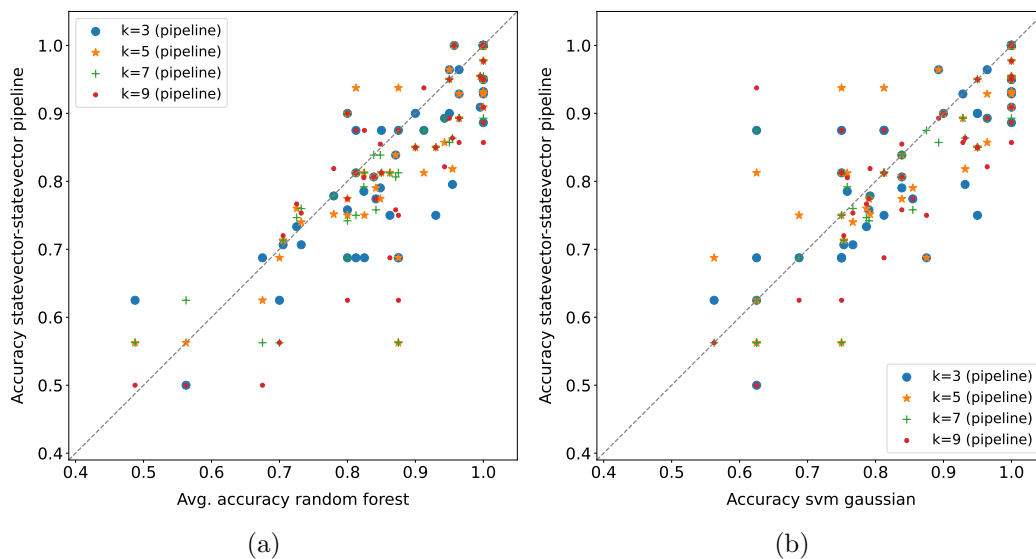 1.0
0.9
0.8
0.7
0.6
0.5
0.4
0.4 0.5 0.6 0.7 0.8 0.9 1.0
Accuracy statevector-statevector pipeline
Avg. accuracy random forest
k=3 (pipeline)
k=5 (pipeline)
k=7 (pipeline)
k=9 (pipeline)
(a)
1.0
0.9
0.8
0.7
0.6
0.5
0.4
0.4 0.5 0.6 0.7 0.8 0.9 1.0
Accuracy statevector-statevector pipeline
Accuracy svm gaussian
k=3 (pipeline)
k=5 (pipeline)
k=7 (pipeline)
k=9 (pipeline)
(b)